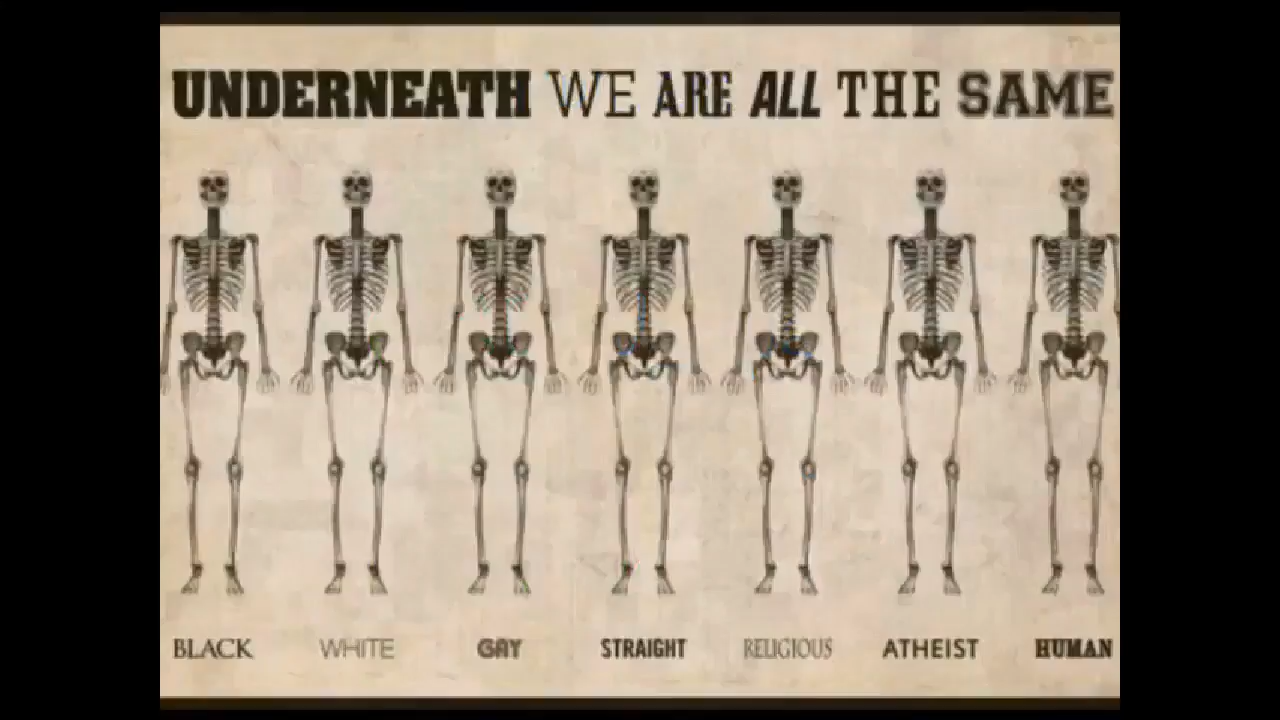 UNDERNEATH WE ARE ALL THE SAME
BLACK WHITE GAY STRAIGHT RELIGIOUS ATHEIST HUMAN